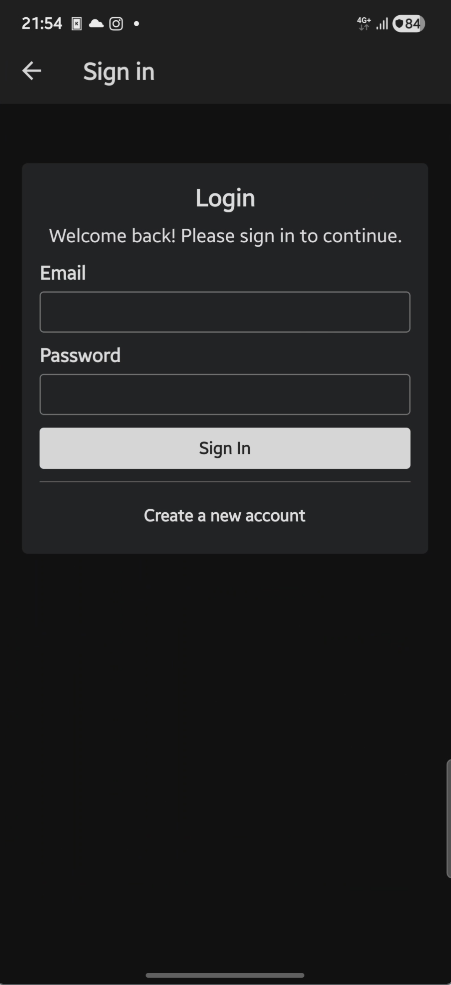 21:54
4G+
84
Sign in
Login
Welcome back! Please sign in to continue.
Email
Password
Sign In
Create a new account